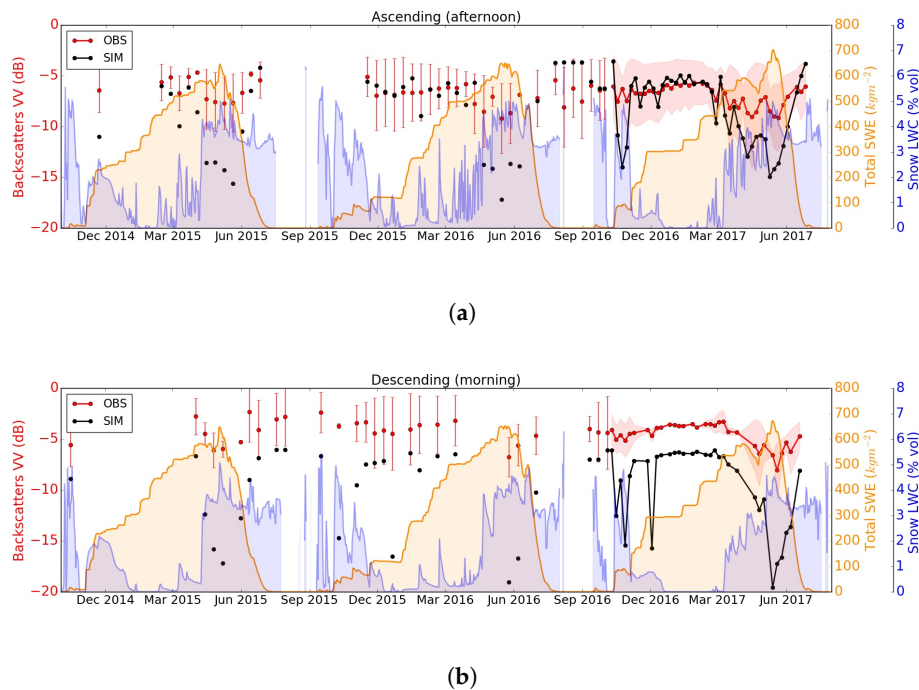 Ascending (afternoon)
OBS
SIM
Backscatters VV (dB)
0
−5
−10
−15
−20
Dec 2014
Mar 2015
Jun 2015
Sep 2015
Dec 2015
Mar 2016
Jun 2016
Sep 2016
Dec 2016
Mar 2017
Jun 2017
800
700
600
500
400
300
200
100
0
Total SWE (kgm⁻²)
8
7
6
5
4
3
2
1
0
Snow LWC (% vol)
(a)
Descending (morning)
OBS
SIM
Backscatters VV (dB)
0
−5
−10
−15
−20
Dec 2014
Mar 2015
Jun 2015
Sep 2015
Dec 2015
Mar 2016
Jun 2016
Sep 2016
Dec 2016
Mar 2017
Jun 2017
800
700
600
500
400
300
200
100
0
Total SWE (kgm⁻²)
8
7
6
5
4
3
2
1
0
Snow LWC (% vol)
(b)